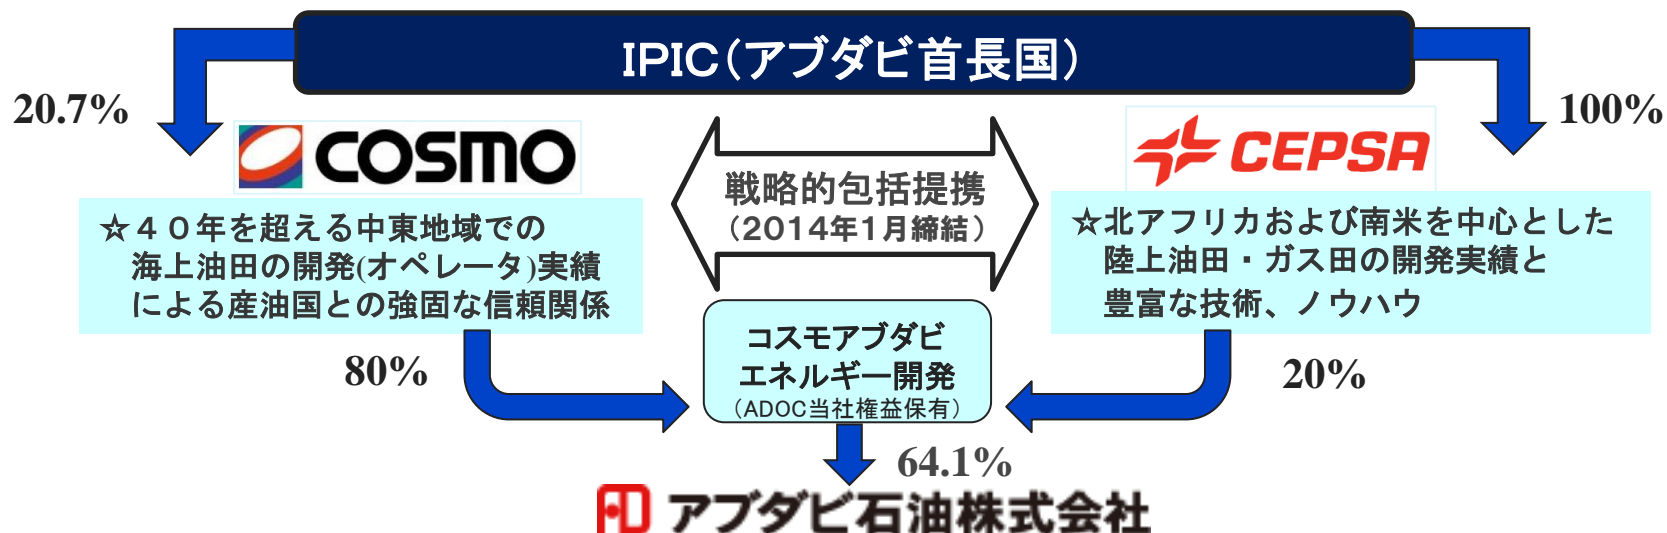 IPIC(アブダビ首長国)
20.7%
100%
COSMO
CEPSA
戦略的包括提携
(2014年1月締結)
☆４０年を超える中東地域での
海上油田の開発(オペレータ)実績
による産油国との強固な信頼関係
☆北アフリカおよび南米を中心とした
陸上油田・ガス田の開発実績と
豊富な技術、ノウハウ
コスモアブダビ
エネルギー開発
(ADOC当社権益保有)
80%
20%
64.1%
アブダビ石油株式会社